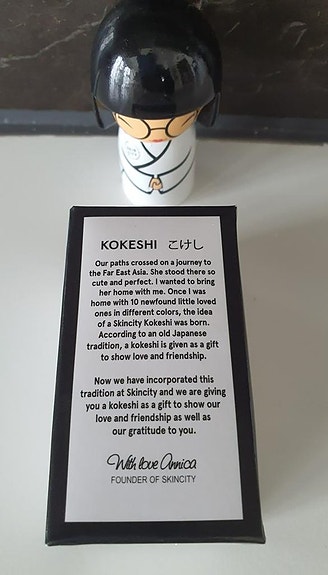 KOKESHI こけし
Our paths crossed on a journey to
the Far East Asia. She stood there so
cute and perfect. I wanted to bring
her home with me. Once I was
home with 10 newfound little loved
ones in different colors, the idea
of a Skincity Kokeshi was born.
According to an old Japanese
tradition, a kokeshi is given as a gift
to show love and friendship.
Now we have incorporated this
tradition at Skincity and we are giving
you a kokeshi as a gift to show our
love and friendship as well as
our gratitude to you.
With love Annica
FOUNDER OF SKINCITY